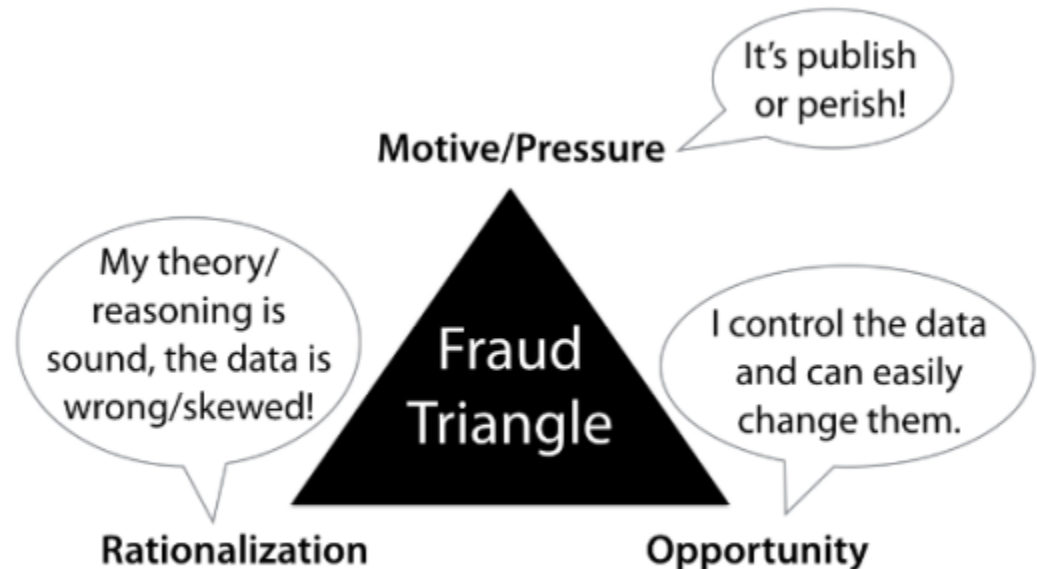 It's publish
or perish!
Motive/Pressure
My theory/
reasoning is
sound, the data is
wrong/skewed!
Fraud
Triangle
I control the data
and can easily
change them.
Rationalization
Opportunity